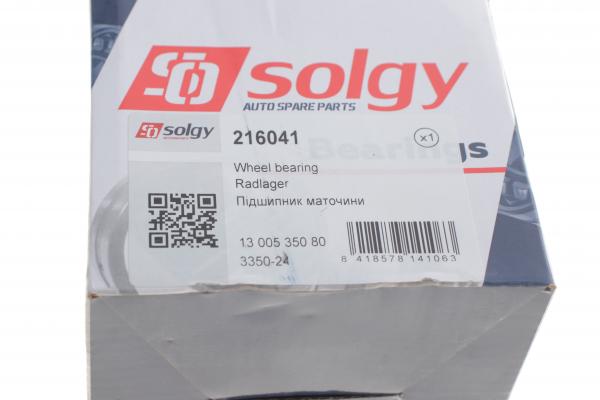 solgy
AUTO SPARE PARTS
solgy
216041
x1
Bearings
Wheel bearing
Radlager
Підшипник маточини
13 005 350 80
3350-24
8 418578 141063